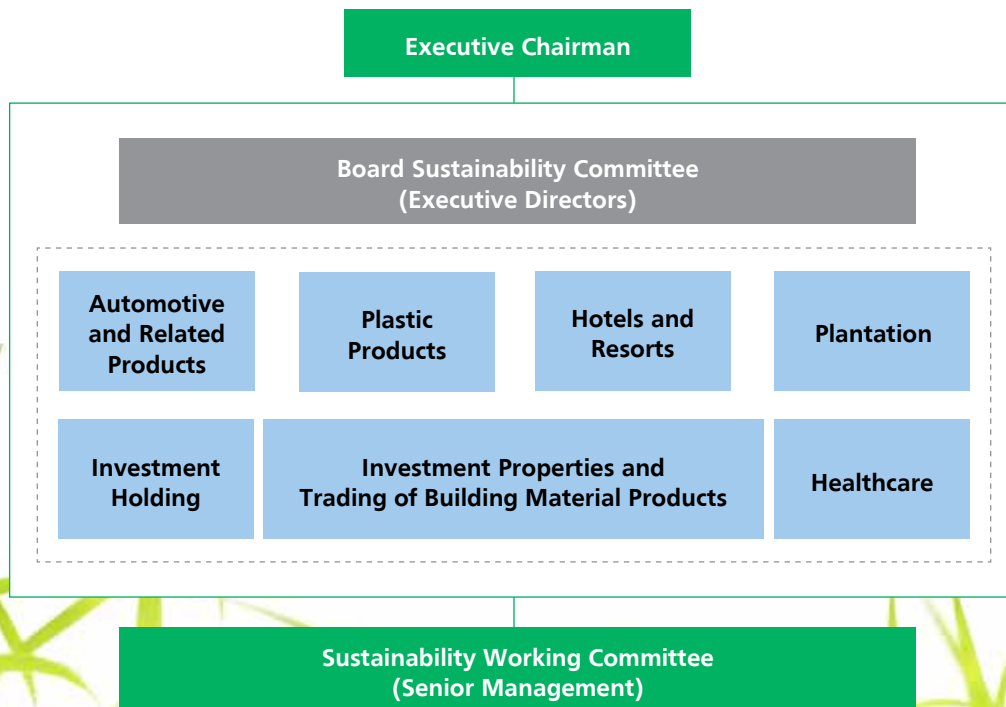 Executive Chairman
Board Sustainability Committee
(Executive Directors)
Automotive
and Related
Products
Plastic
Products
Hotels and
Resorts
Plantation
Investment
Holding
Investment Properties and
Trading of Building Material Products
Healthcare
Sustainability Working Committee
(Senior Management)